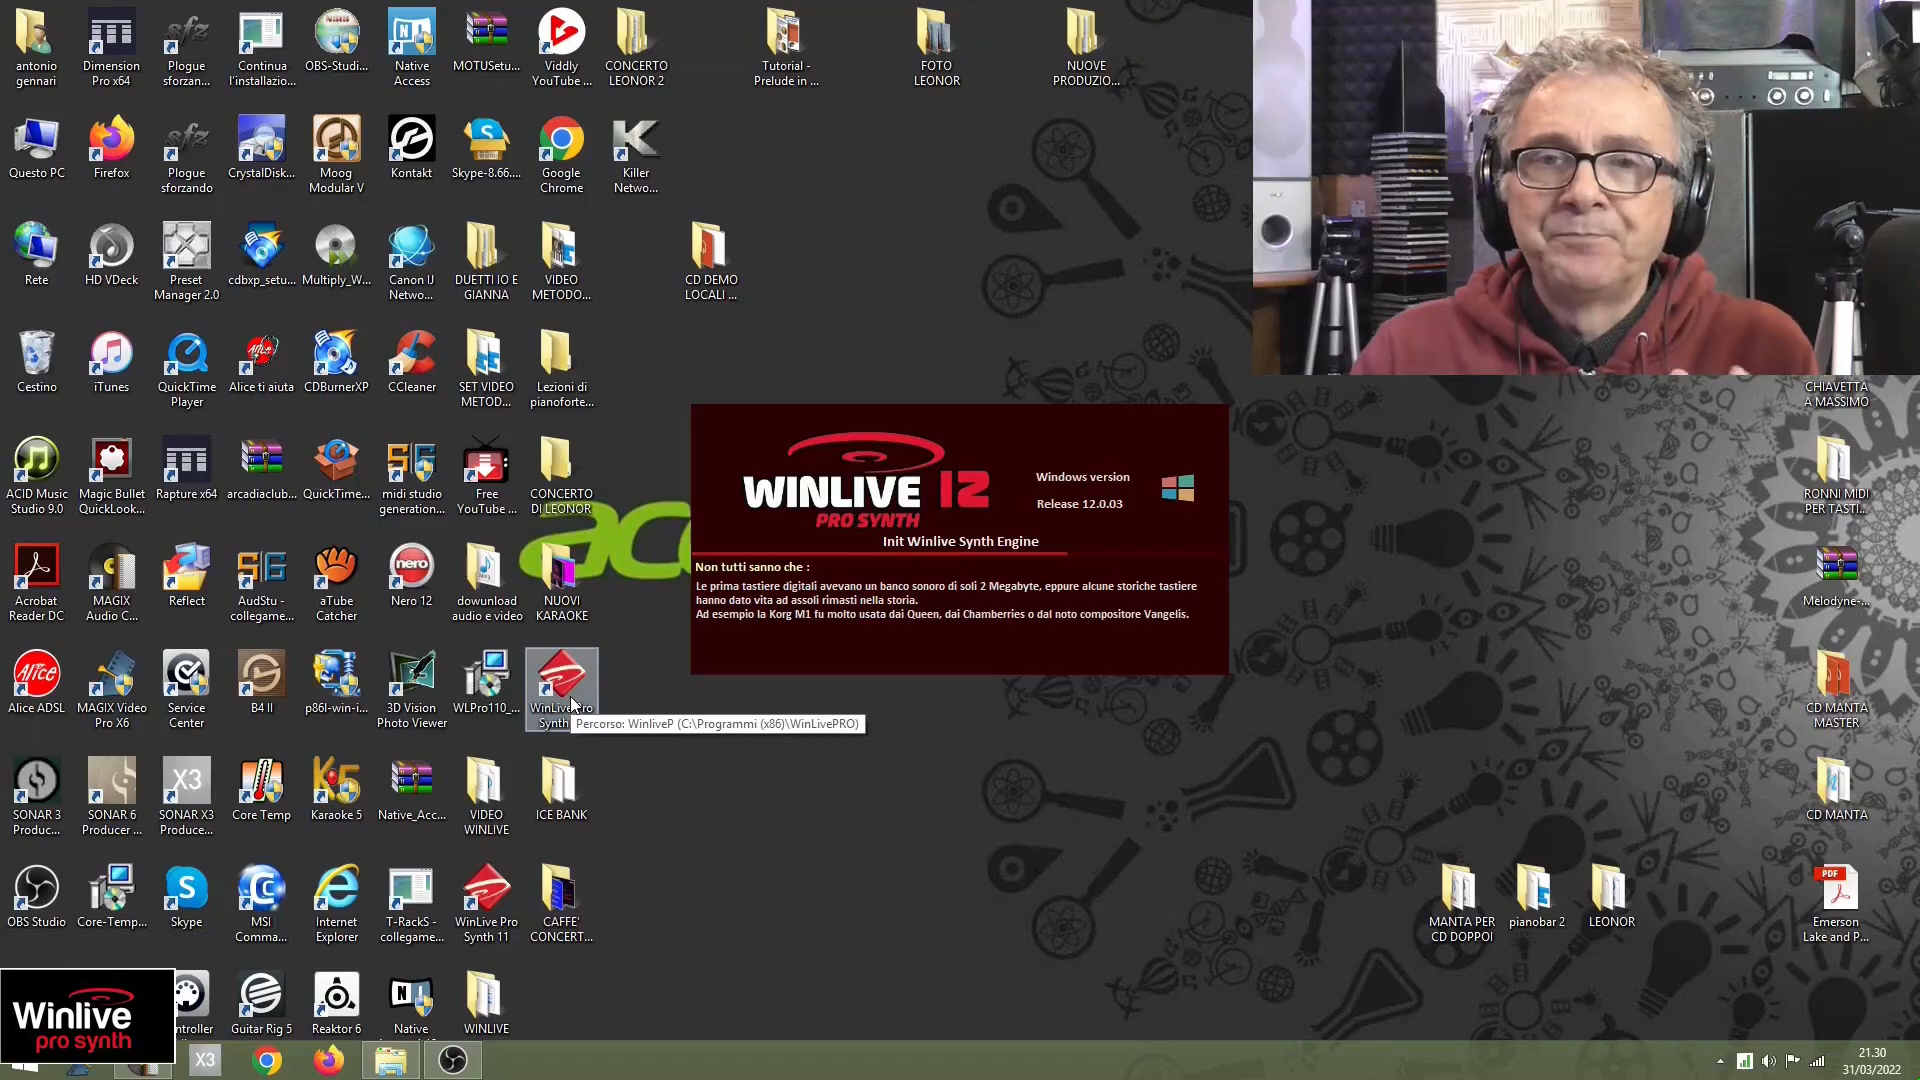 antonio
gennari
Dimension
Pro x64
Plogue
sforzan...
Continua
l'installazio...
OBS-Studi...
Native
Access
MOTUSetu...
Viddly
YouTube ...
CONCERTO
LEONOR 2
Tutorial -
Prelude in ...
FOTO
LEONOR
NUOVE
PRODUZIO...
Questo PC
Firefox
Plogue
sforzando
CrystalDisk...
Moog
Modular V
Kontakt
Skype-8.66....
Google
Chrome
Killer
Netwo...
Rete
HD VDeck
Preset
Manager 2.0
cdbxp_setu...
Multiply_W...
Canon IJ
Netwo...
DUETTI IO E
GIANNA
VIDEO
METODO...
CD DEMO
LOCALI ...
Cestino
iTunes
QuickTime
Player
Alice ti aiuta
CDBurnerXP
CCleaner
SET VIDEO
METOD...
Lezioni di
pianoforte...
CHIAVETTA
A MASSIMO
ACID Music
Studio 9.0
Magic Bullet
QuickLook...
Rapture x64
arcadiaclub...
QuickTime...
midi studio
generation...
Free
YouTube ...
CONCERTO
DI LEONOR
RONNI MIDI
PER TASTI...
WINLIVE 12
PRO SYNTH
Windows version
Release 12.0.03
Init Winlive Synth Engine
Non tutti sanno che :
Le prima tastiere digitali avevano un banco sonoro di soli 2 Megabyte, eppure alcune storiche tastiere
hanno dato vita ad assoli rimasti nella storia.
Ad esempio la Korg M1 fu molto usata dai Queen, dai Chamberries o dal noto compositore Vangelis.
Acrobat
Reader DC
MAGIX
Audio C...
Reflect
AudStu -
collegame...
aTube
Catcher
nero
Nero 12
dowunload
audio e video
NUOVI
KARAOKE
Melodyne-...
Alice
Alice ADSL
MAGIX Video
Pro X6
Service
Center
B4 II
p86l-win-i...
3D Vision
Photo Viewer
WLPro110_...
WinLive Pro
Synth
Percorso: WinliveP (C:\Programmi (x86)\WinLivePRO)
CD MANTA
MASTER
SONAR 3
Produc...
SONAR 6
Producer ...
X3
SONAR X3
Produce...
Core Temp
Karaoke 5
Native_Acc...
VIDEO
WINLIVE
ICE BANK
CD MANTA
OBS Studio
Core-Temp...
Skype
MSI
Comma...
Internet
Explorer
T-RackS -
collegame...
WinLive Pro
Synth 11
CAFFE'
CONCERT...
MANTA PER
CD DOPPOI
pianobar 2
LEONOR
PDF
Emerson
Lake and P...
Winlive
pro synth
ntroller
Guitar Rig 5
Reaktor 6
Native
WINLIVE
X3
21.30
31/03/2022